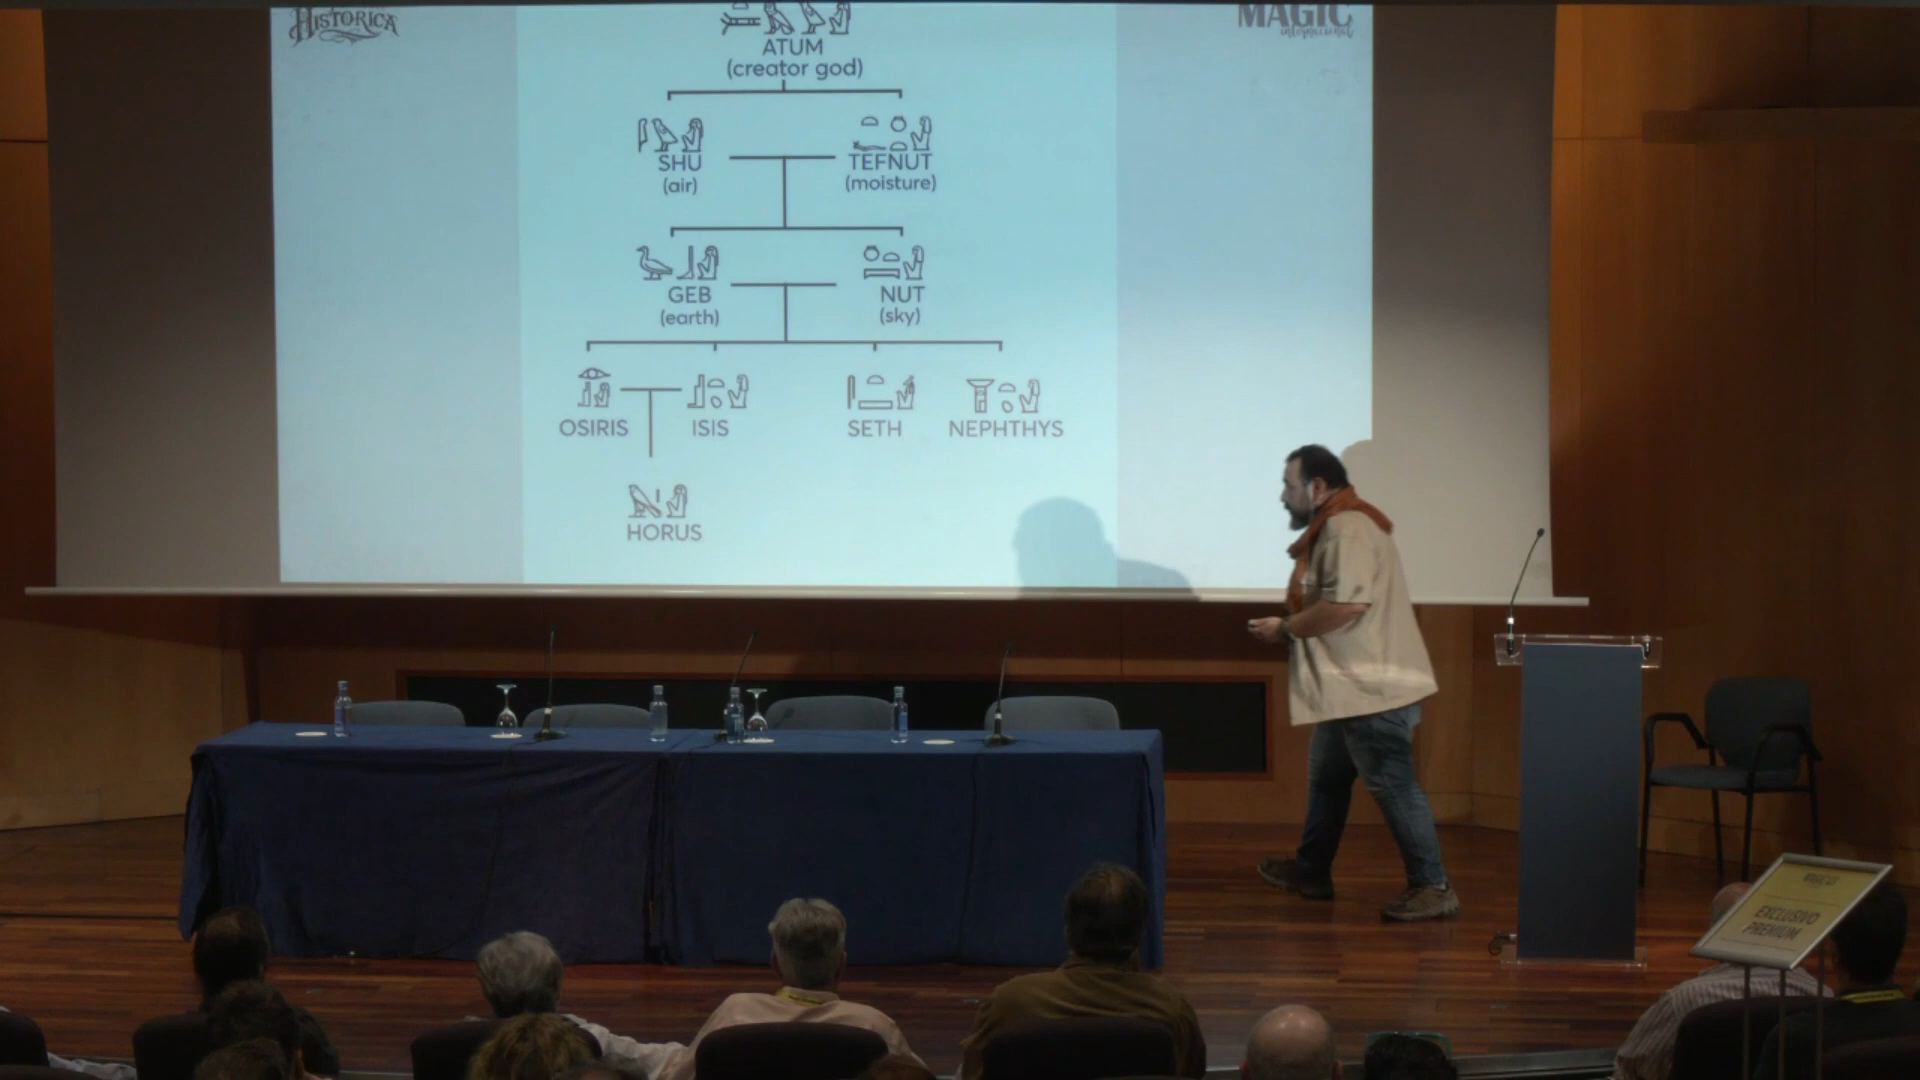 HISTORICA
MAGIC
internacional
ATUM
(creator god)
SHU
(air)
TEFNUT
(moisture)
GEB
(earth)
NUT
(sky)
OSIRIS
ISIS
SETH
NEPHTHYS
HORUS
EXCLUSIVO
PREMIUM